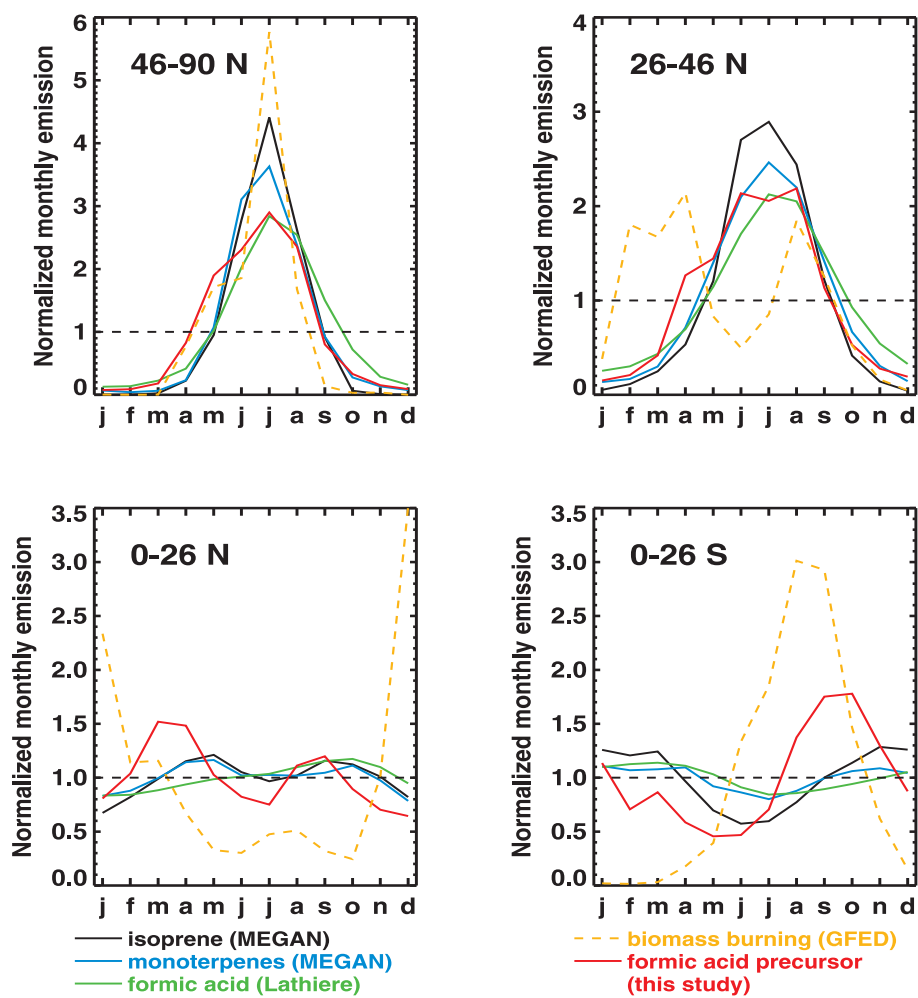 46-90 N
Normalized monthly emission
6
5
4
3
2
1
0
j f m a m j j a s o n d
26-46 N
Normalized monthly emission
4
3
2
1
0
j f m a m j j a s o n d
0-26 N
Normalized monthly emission
3.5
3.0
2.5
2.0
1.5
1.0
0.5
0.0
j f m a m j j a s o n d
0-26 S
Normalized monthly emission
3.5
3.0
2.5
2.0
1.5
1.0
0.5
0.0
j f m a m j j a s o n d
isoprene (MEGAN)
monoterpenes (MEGAN)
formic acid (Lathiere)
biomass burning (GFED)
formic acid precursor
(this study)